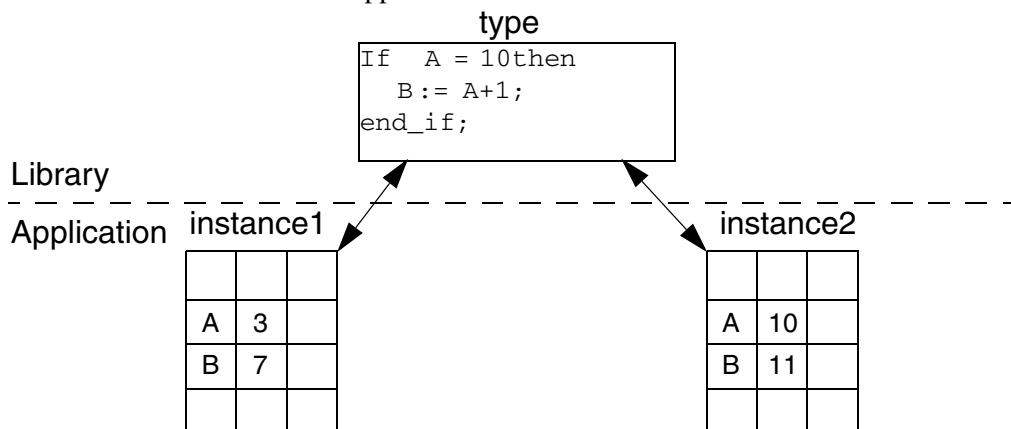 type
If A = 10then
B:= A+1;
end_if;
Library
Application
instance1
instance2
A 3
B 7
A 10
B 11